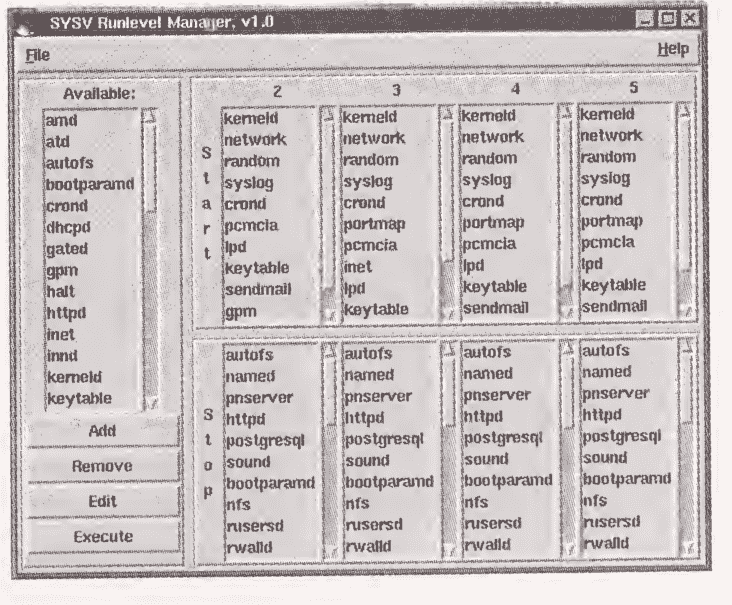 SYSV Runlevel Manager, v1.0
File Help
Available:
amd
atd
autofs
bootparamd
crond
dhcpd
gated
gpm
halt
httpd
inet
innd
kerneld
keytable
Add
Remove
Edit
Execute
Start
2
kerneld
network
random
syslog
crond
pcmcia
lpd
keytable
sendmail
gpm
3
kerneld
network
random
syslog
crond
portmap
pcmcia
inet
lpd
keytable
4
kerneld
network
random
syslog
crond
portmap
pcmcia
lpd
keytable
sendmail
5
kerneld
network
random
syslog
crond
portmap
pcmcia
lpd
keytable
sendmail
Stop
autofs
named
pnserver
httpd
postgresql
sound
bootparamd
nfs
rusersd
rwalld
autofs
named
pnserver
httpd
postgresql
sound
bootparamd
nfs
rusersd
rwalld
autofs
named
pnserver
httpd
postgresql
sound
bootparamd
nfs
rusersd
rwalld
autofs
named
pnserver
httpd
postgresql
sound
bootparamd
nfs
rusersd
rwalld